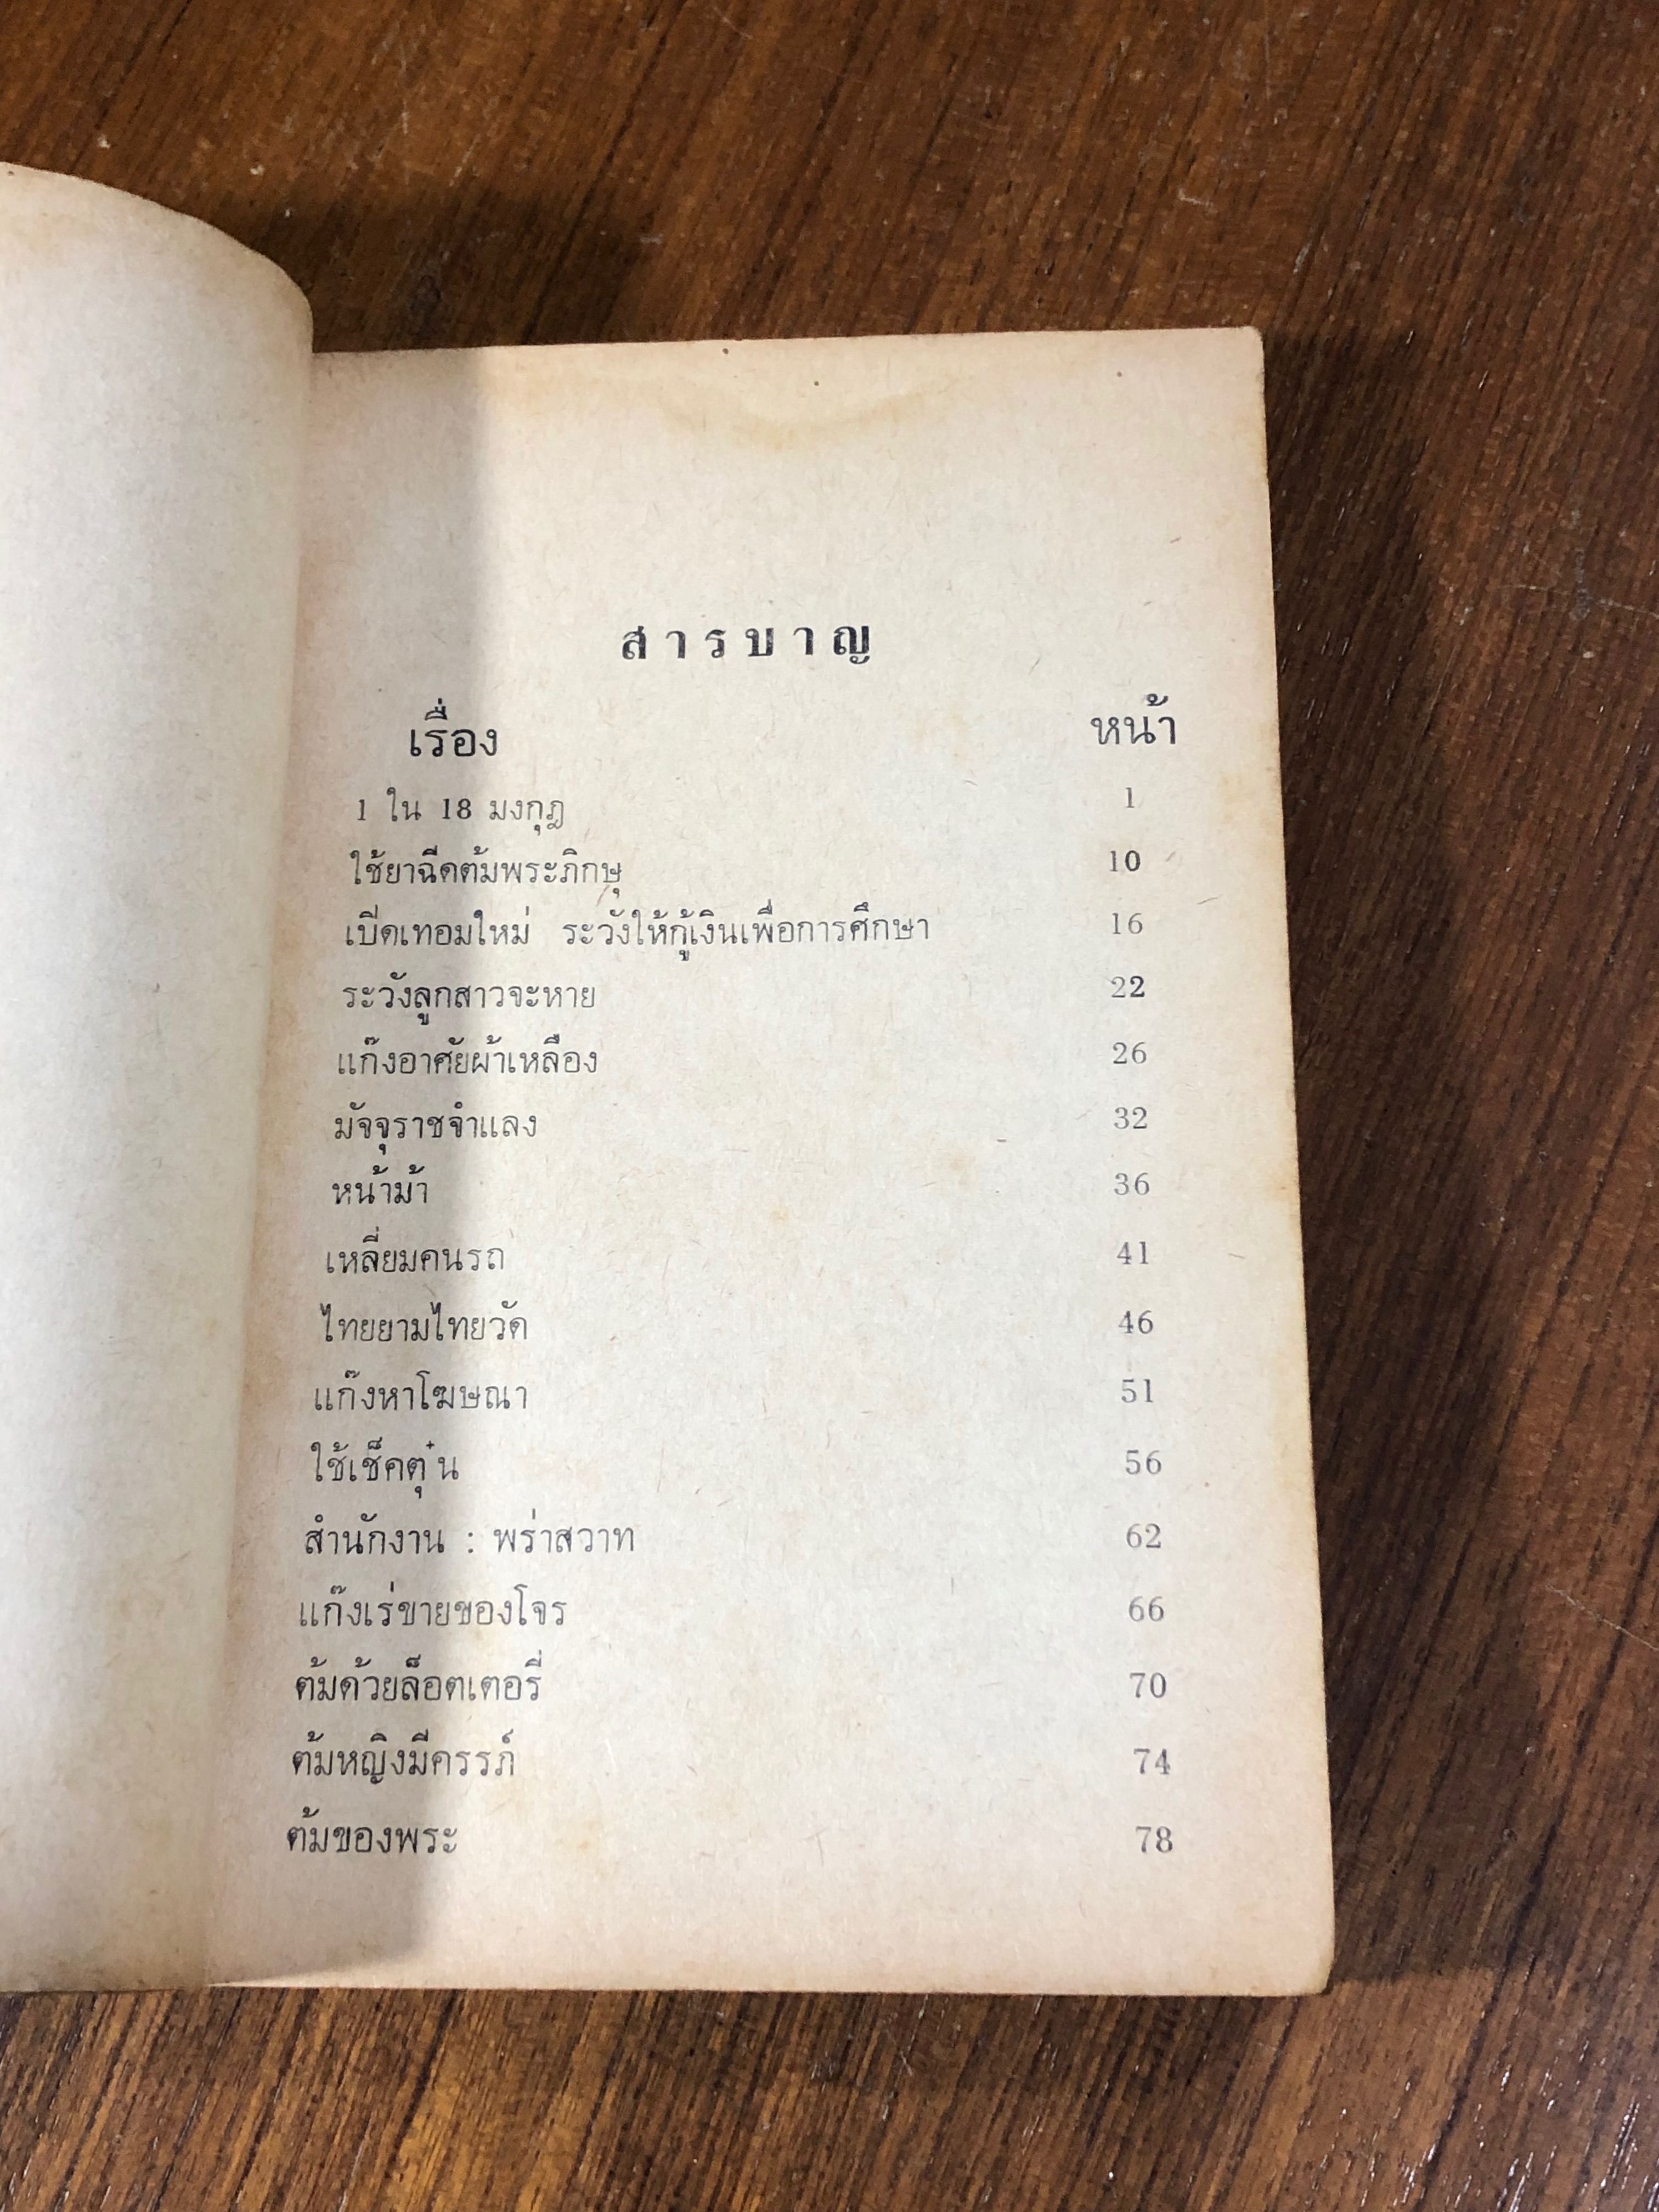 สารบาญ
เรื่อง หน้า
1 ใน 18 มงกุฎ 1
ใช้ยาฉีดต้มพระภิกษุ 10
เปิดเทอมใหม่ ระวังให้กู้เงินเพื่อการศึกษา 16
ระวังลูกสาวจะหาย 22
แก๊งอาศัยผ้าเหลือง 26
มัจจุราชจำแลง 32
หน้าม้า 36
เหลี่ยมคนรถ 41
ไทยยามไทยวัด 46
แก๊งหาโฆษณา 51
ใช้เช็คตุ๋น 56
สำนักงาน : พร่าสวาท 62
แก๊งเร่ขายของโจร 66
ต้มด้วยล็อตเตอรี่ 70
ต้มหญิงมีครรภ์ 74
ต้มของพระ 78